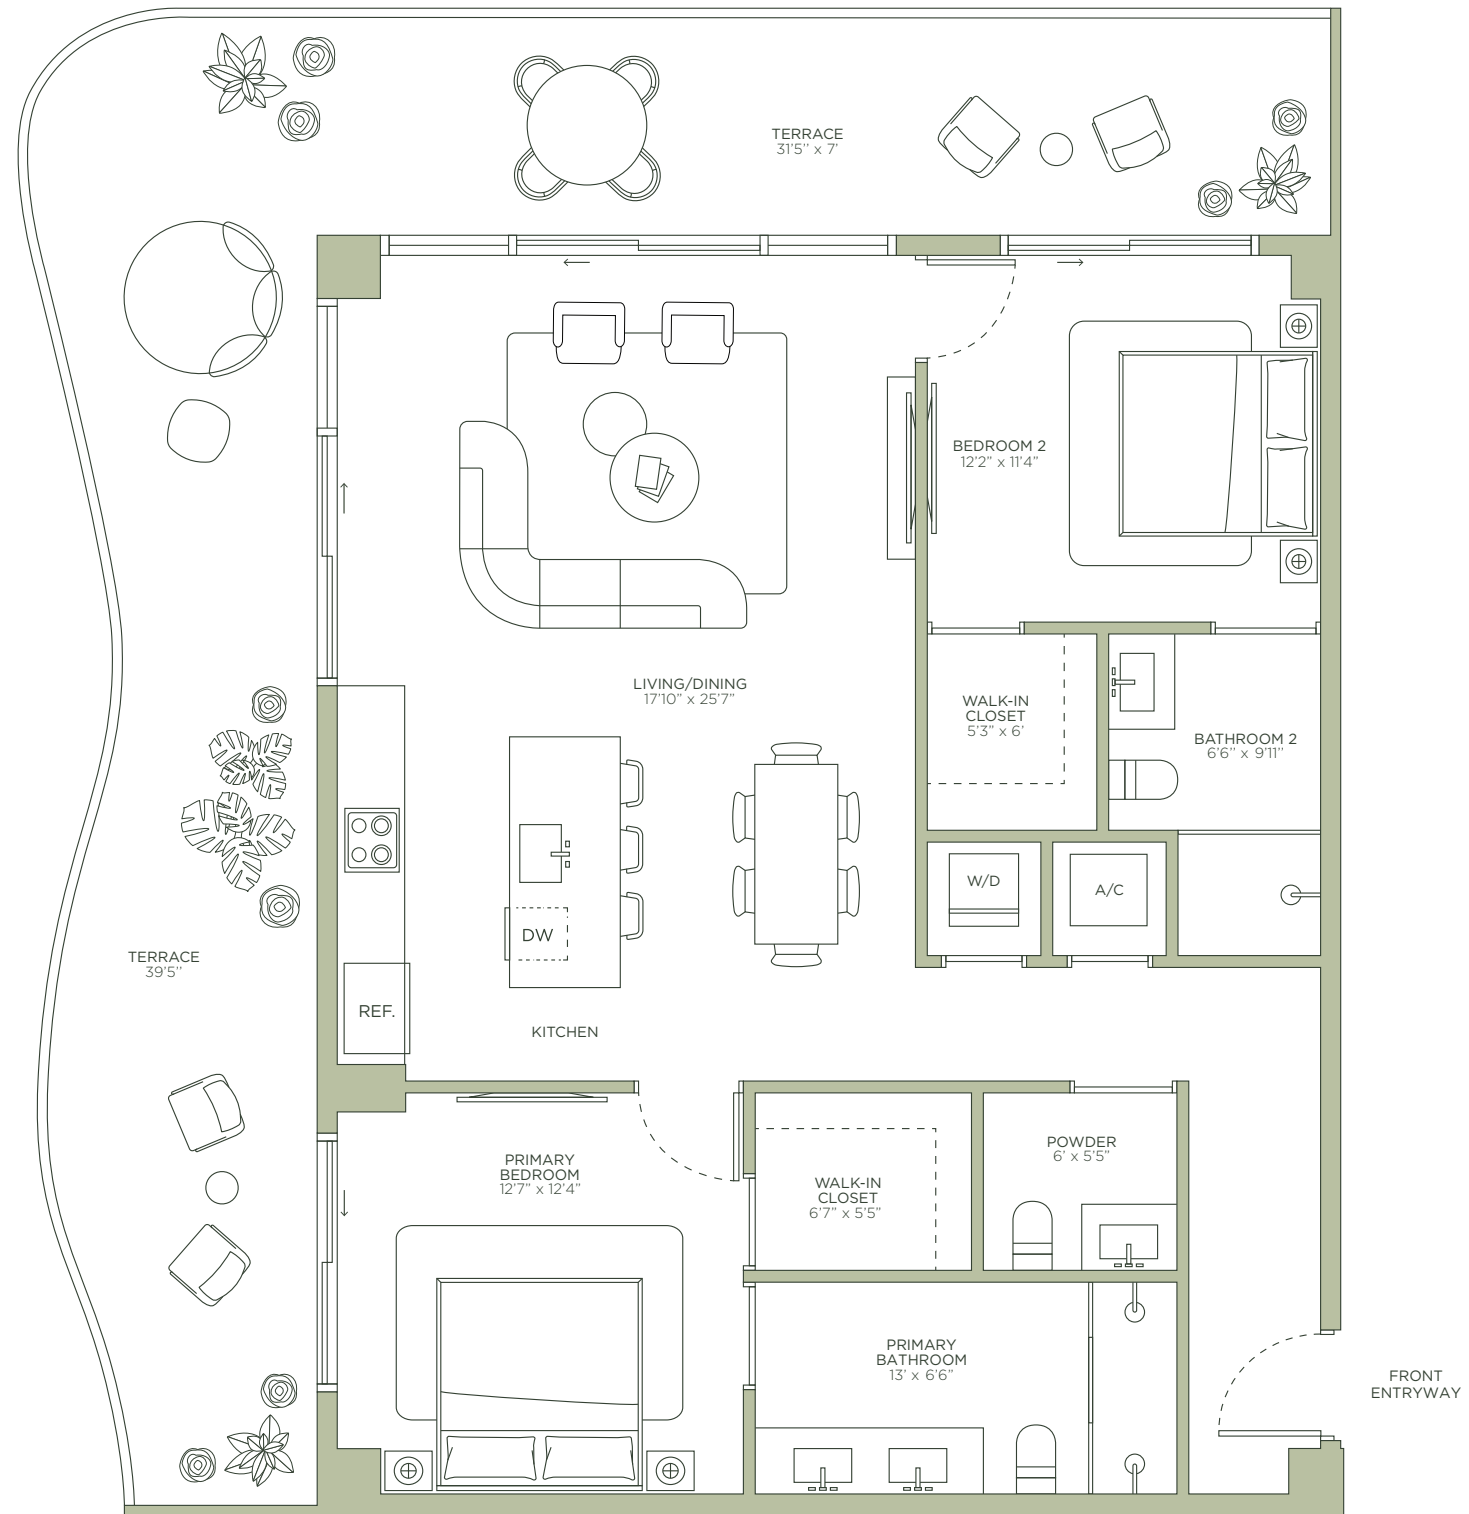 TERRACE
31'5'' x 7'
BEDROOM 2
12'2” x 11'4”
LIVING/DINING
17'10” x 25'7”
WALK-IN
CLOSET
5'3” x 6'
BATHROOM 2
6'6'' x 9'11''
W/D
A/C
DW
TERRACE
39'5''
REF.
KITCHEN
PRIMARY
BEDROOM
12'7” x 12'4”
WALK-IN
CLOSET
6'7” x 5'5”
POWDER
6' x 5'5”
PRIMARY
BATHROOM
13' x 6'6”
FRONT
ENTRYWAY